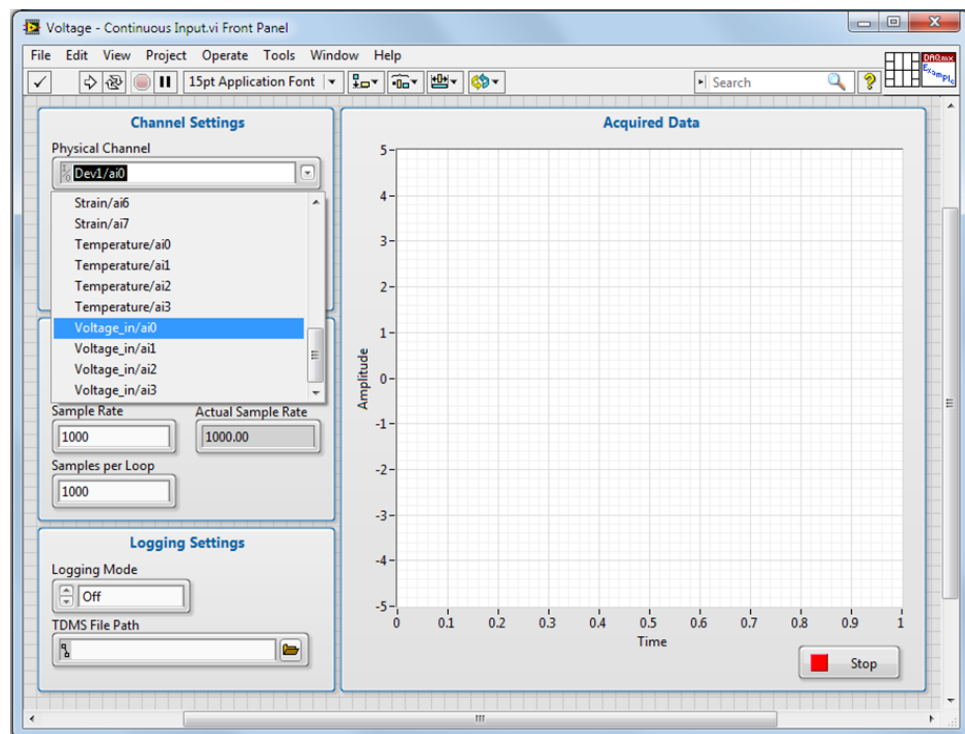 Voltage - Continuous Input.vi Front Panel
File Edit View Project Operate Tools Window Help
15pt Application Font
Search
DAQmx
Example
Channel Settings
Physical Channel
Dev1/ai0
Strain/ai6
Strain/ai7
Temperature/ai0
Temperature/ai1
Temperature/ai2
Temperature/ai3
Voltage_in/ai0
Voltage_in/ai1
Voltage_in/ai2
Voltage_in/ai3
Sample Rate Actual Sample Rate
1000 1000.00
Samples per Loop
1000
Logging Settings
Logging Mode
Off
TDMS File Path
Acquired Data
5
4
3
2
1
0
-1
-2
-3
-4
-5
Amplitude
0 0.1 0.2 0.3 0.4 0.5 0.6 0.7 0.8 0.9 1
Time
Stop